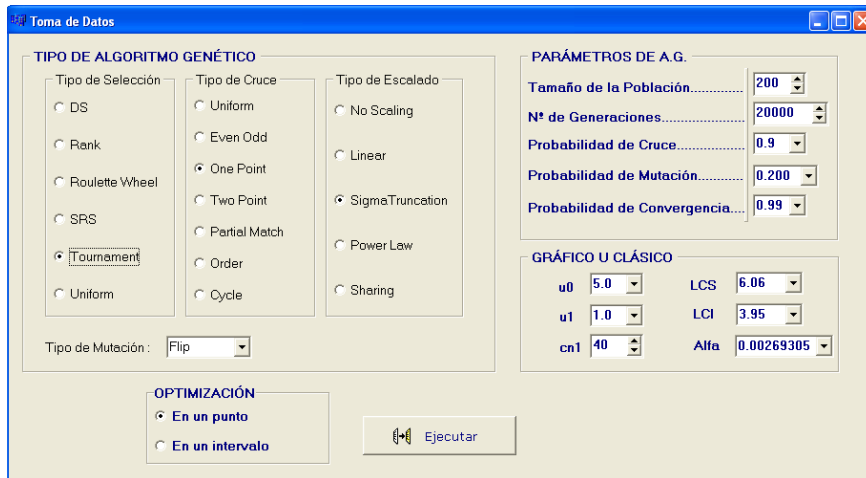 Toma de Datos
TIPO DE ALGORITMO GENÉTICO
Tipo de Selección
DS
Rank
Roulette Wheel
SRS
Tournament
Uniform
Tipo de Cruce
Uniform
Even Odd
One Point
Two Point
Partial Match
Order
Cycle
Tipo de Escalado
No Scaling
Linear
SigmaTruncation
Power Law
Sharing
Tipo de Mutación : Flip
PARÁMETROS DE A.G.
Tamaño de la Población............. 200
Nº de Generaciones....................... 20000
Probabilidad de Cruce................... 0.9
Probabilidad de Mutación........... 0.200
Probabilidad de Convergencia.... 0.99
GRÁFICO U CLÁSICO
u0 5.0 LCS 6.06
u1 1.0 LCI 3.95
cn1 40 Alfa 0.00269305
OPTIMIZACIÓN
En un punto
En un intervalo
Ejecutar